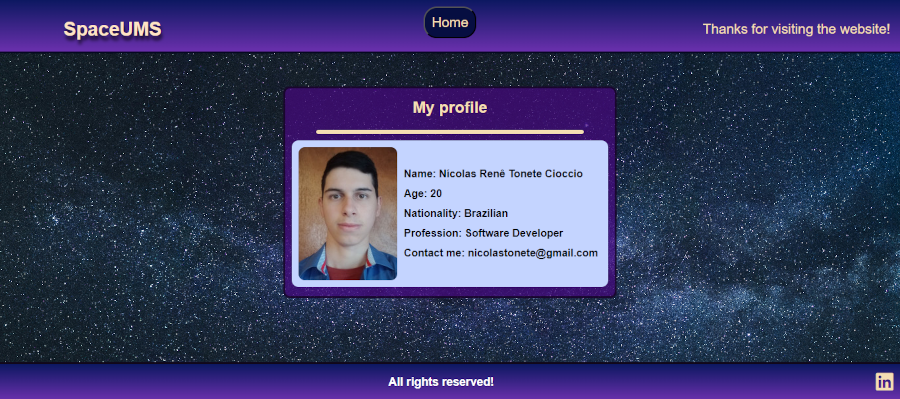 SpaceUMS
Home
Thanks for visiting the website!
My profile
Name: Nicolas René Tonete Cioccio
Age: 20
Nationality: Brazilian
Profession: Software Developer
Contact me: nicolastonete@gmail.com
All rights reserved!
in